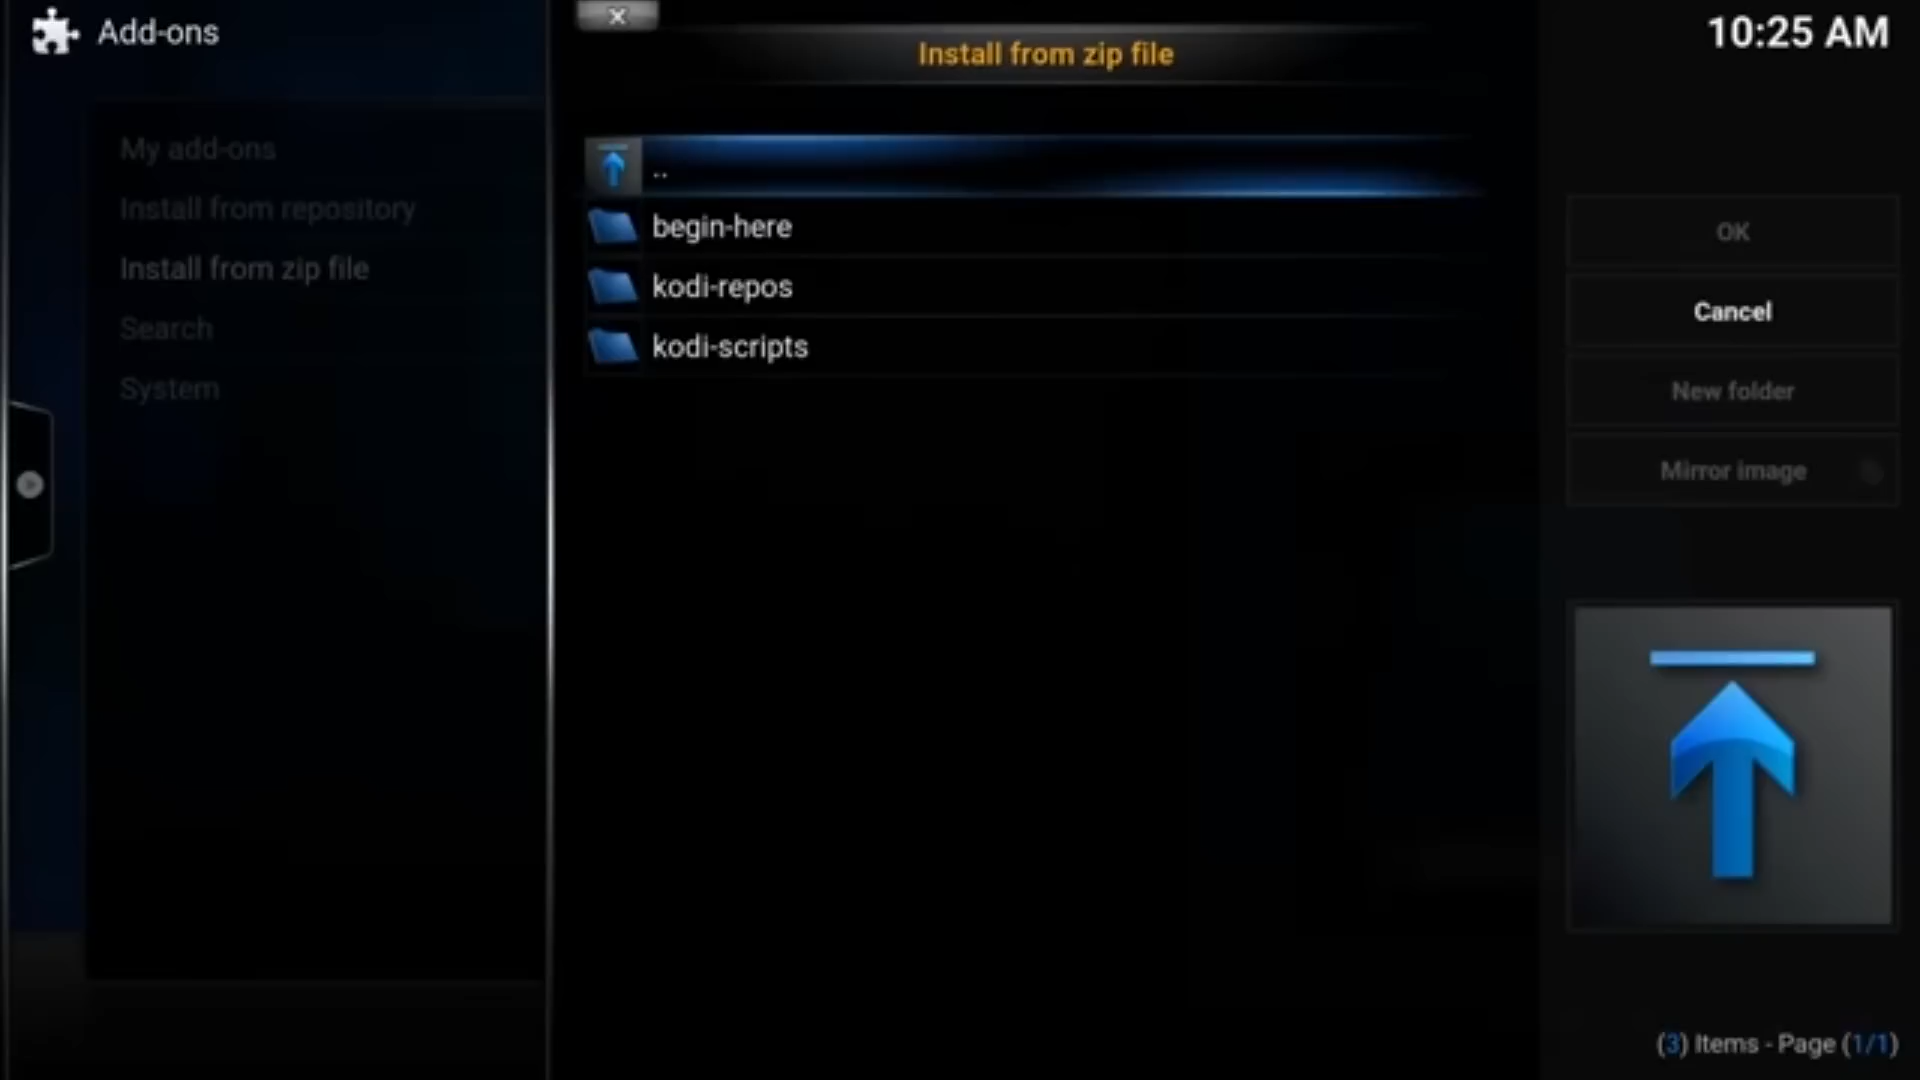 Add-ons
10:25 AM
Install from zip file
My add-ons
Install from repository
Install from zip file
Search
System
..
begin-here
kodi-repos
kodi-scripts
OK
Cancel
New folder
Mirror image
(3) Items - Page (1/1)